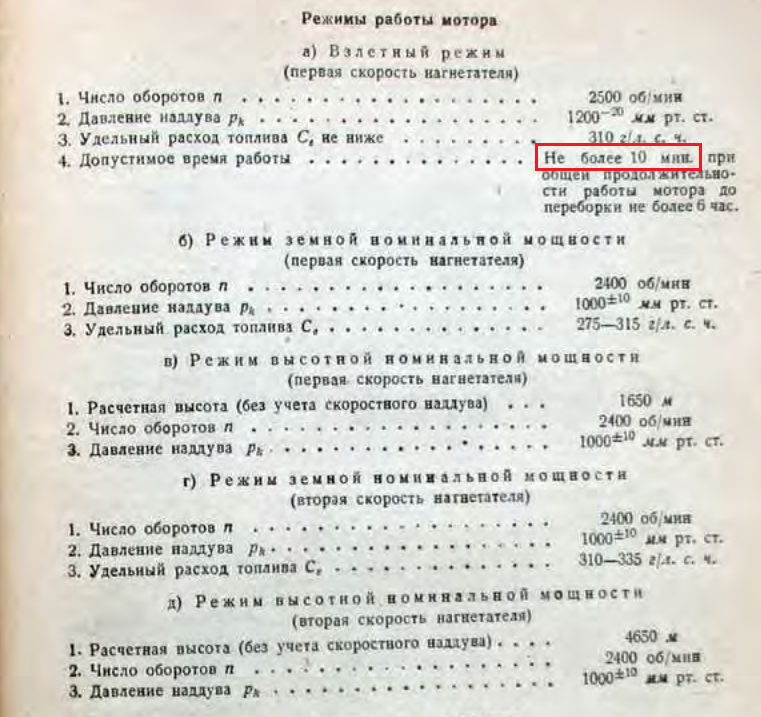 Режимы работы мотора
а) Взлетный режим
(первая скорость нагнетателя)
1. Число оборотов n . . . . . . . . . . . . . . . . . . 2500 об/мин
2. Давление наддува pₖ . . . . . . . . . . . . . . . . . 1200⁻²⁰ мм рт. ст.
3. Удельный расход топлива Cₑ не ниже . . . . . . . . . 310 г/л. с. ч.
4. Допустимое время работы . . . . . . . . . . . . . . Не более 10 мин. при
общей продолжительно-
сти работы мотора до
переборки не более 6 час.
б) Режим земной номинальной мощности
(первая скорость нагнетателя)
1. Число оборотов n . . . . . . . . . . . . . . . . . . 2400 об/мин
2. Давление наддува pₖ . . . . . . . . . . . . . . . . . 1000±¹⁰ мм рт. ст.
3. Удельный расход топлива Cₑ . . . . . . . . . . . . . 275—315 г/л. с. ч.
в) Режим высотной номинальной мощности
(первая скорость нагнетателя)
1. Расчетная высота (без учета скоростного наддува) . . . 1650 м
2. Число оборотов n . . . . . . . . . . . . . . . . . . 2400 об/мин
3. Давление наддува pₖ . . . . . . . . . . . . . . . . . 1000±¹⁰ мм рт. ст.
г) Режим земной номинальной мощности
(вторая скорость нагнетателя)
1. Число оборотов n . . . . . . . . . . . . . . . . . . 2400 об/мин
2. Давление наддува pₖ . . . . . . . . . . . . . . . . . 1000±¹⁰ мм рт. ст.
3. Удельный расход топлива Cₑ . . . . . . . . . . . . . 310—335 г/л. с. ч.
д) Режим высотной номинальной мощности
(вторая скорость нагнетателя)
1. Расчетная высота (без учета скоростного наддува) . . . . 4650 м
2. Число оборотов n . . . . . . . . . . . . . . . . . . 2400 об/мин
3. Давление наддува pₖ . . . . . . . . . . . . . . . . . 1000±¹⁰ мм рт. ст.